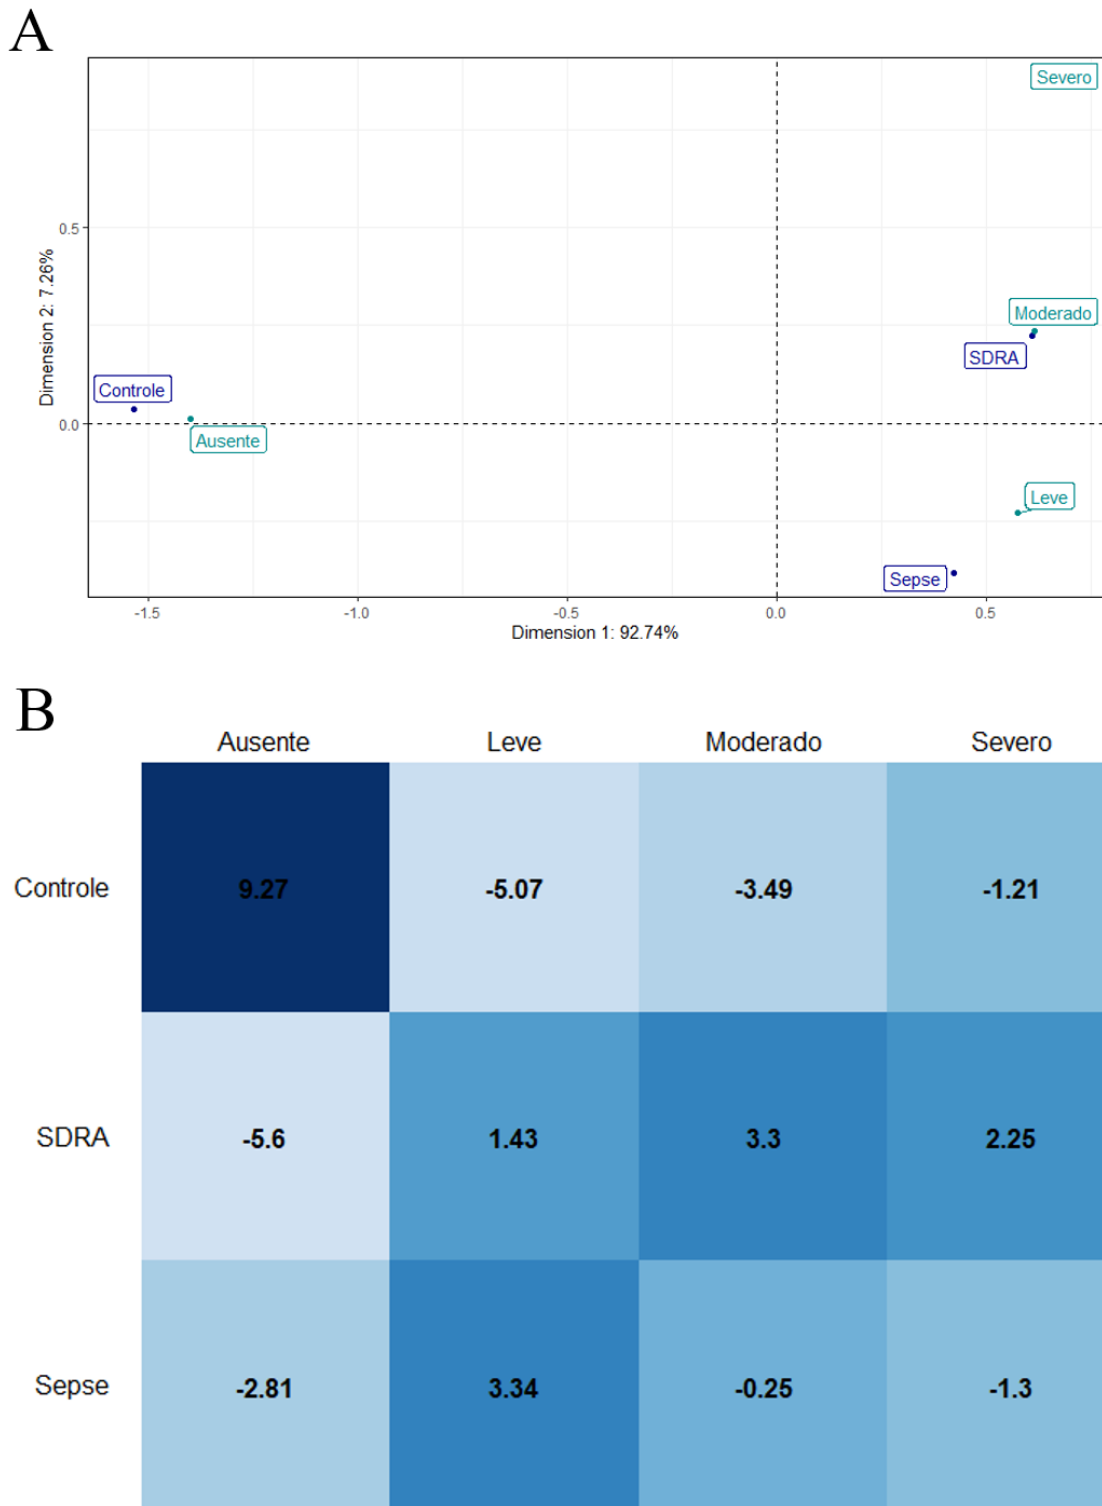 A
Severo
0.5
Moderado
SDRA
Dimension 2: 7.26%
Controle
0.0
Ausente
Leve
Sepse
-1.5 -1.0 -0.5 0.0 0.5
Dimension 1: 92.74%
B
Ausente Leve Moderado Severo
Controle 9.27 -5.07 -3.49 -1.21
SDRA -5.6 1.43 3.3 2.25
Sepse -2.81 3.34 -0.25 -1.3